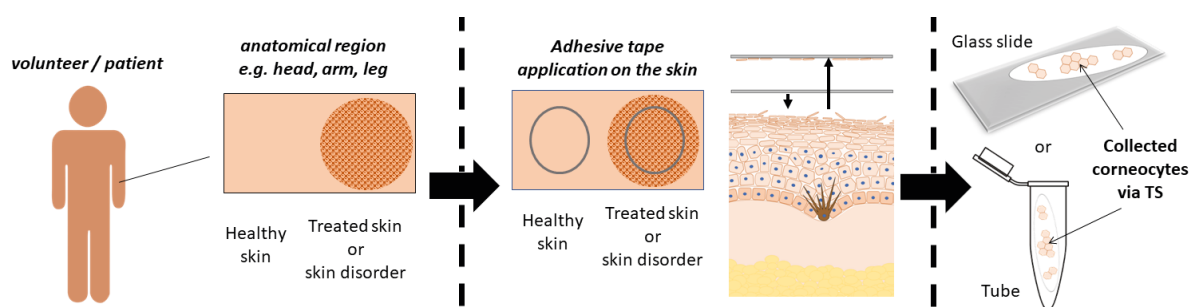 volunteer / patient
anatomical region
e.g. head, arm, leg
Healthy
skin
Treated skin
or
skin disorder
Adhesive tape
application on the skin
Healthy
skin
Treated skin
or
skin disorder
Glass slide
or
Collected
corneocytes
via TS
Tube